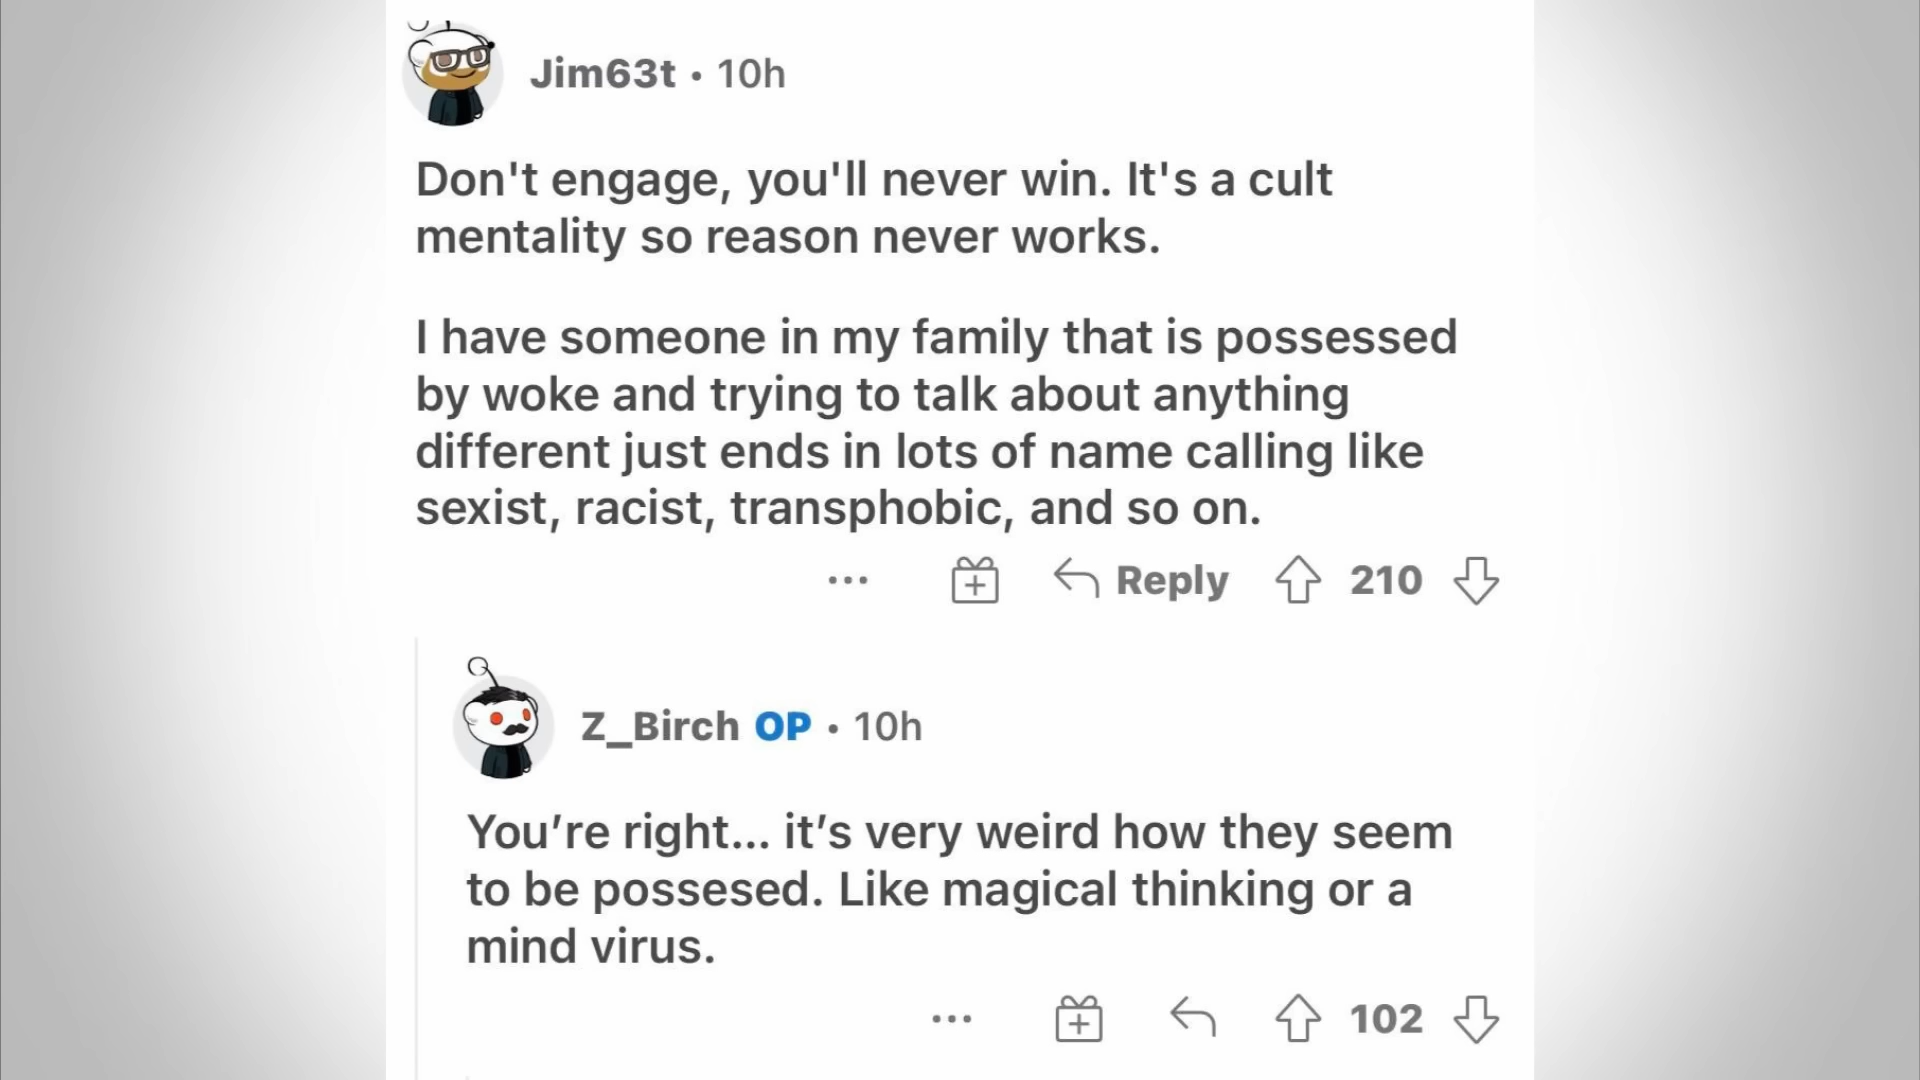 Jim63t • 10h
Don't engage, you'll never win. It's a cult
mentality so reason never works.
I have someone in my family that is possessed
by woke and trying to talk about anything
different just ends in lots of name calling like
sexist, racist, transphobic, and so on.
... Reply 210
Z_Birch OP • 10h
You’re right... it’s very weird how they seem
to be possesed. Like magical thinking or a
mind virus.
... 102